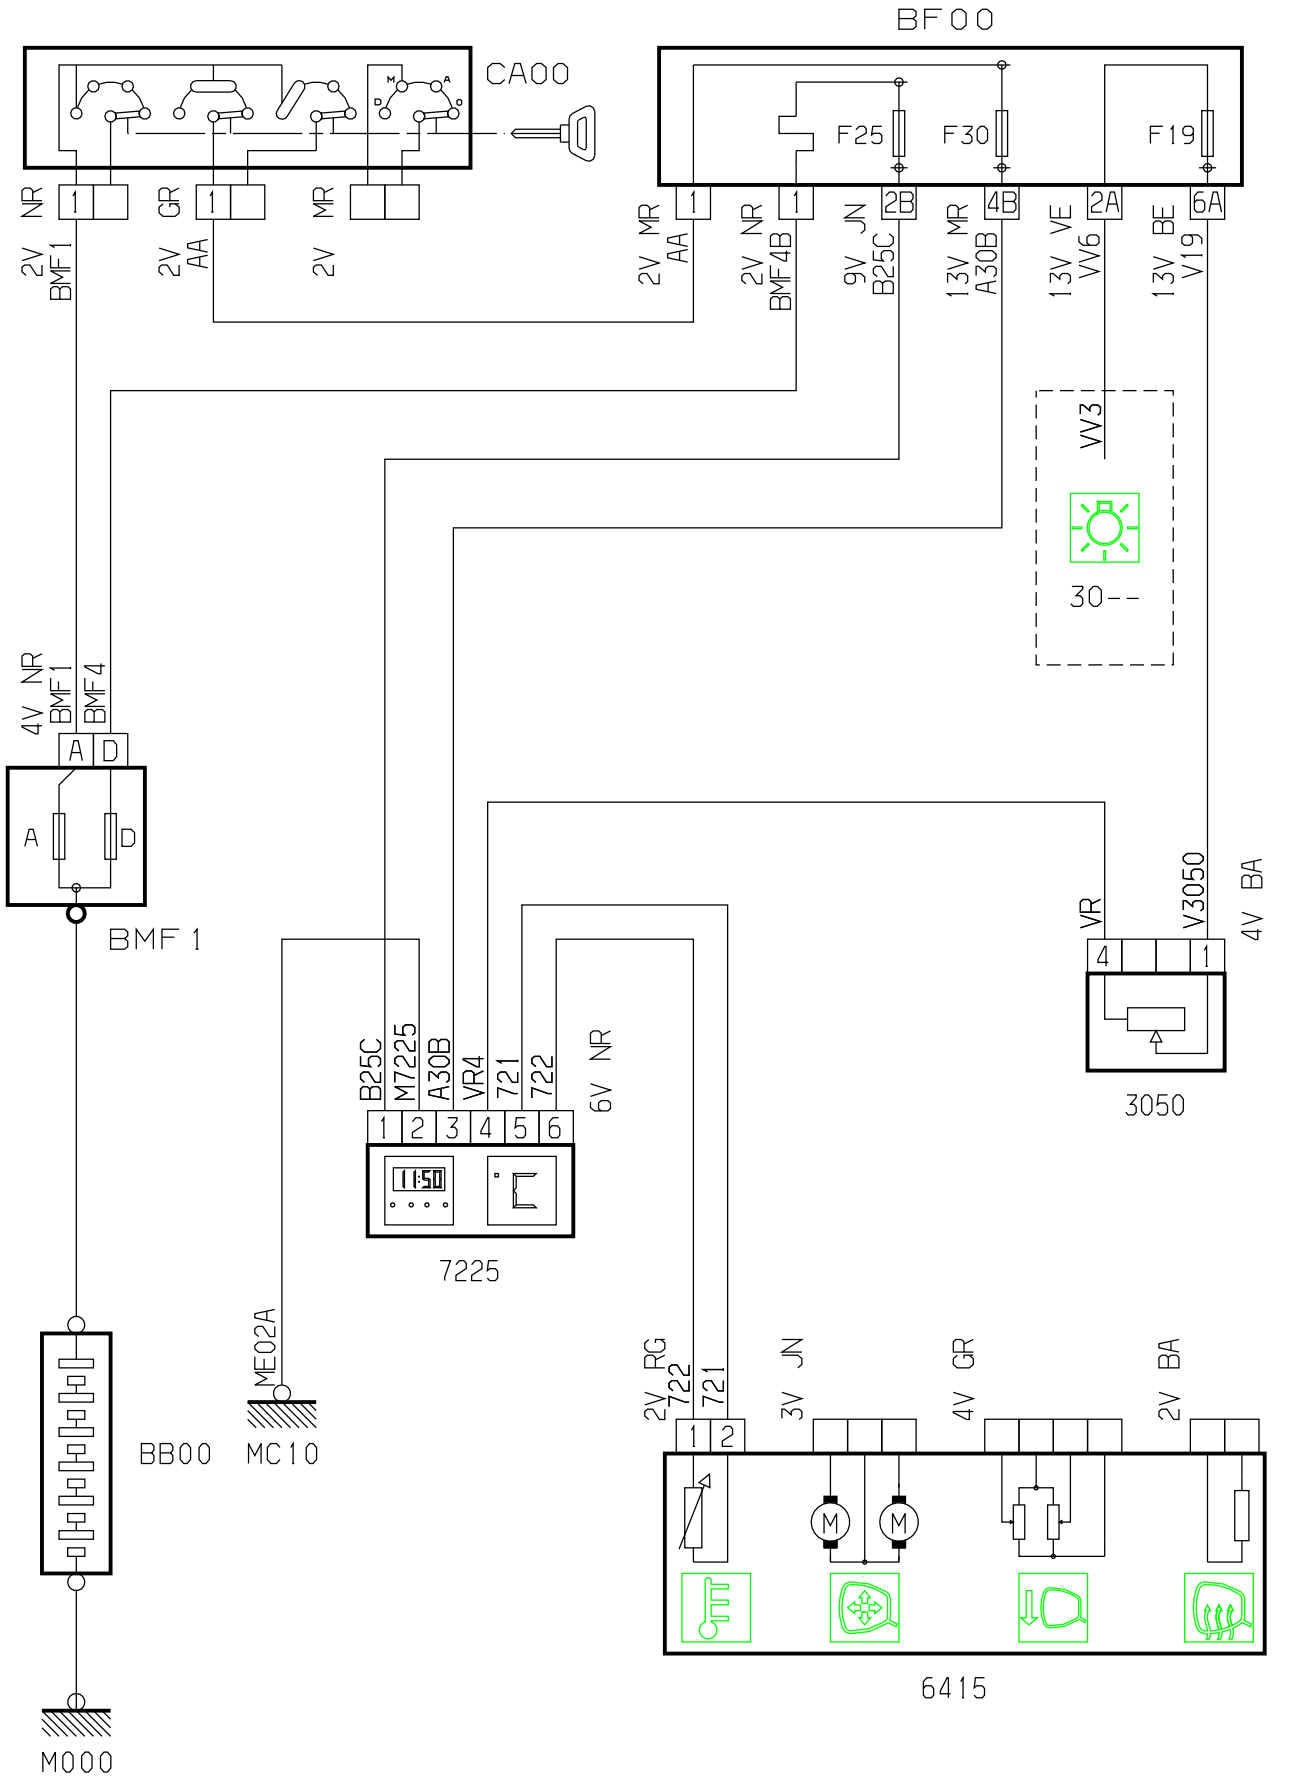 BF00
CA00
M A
D O
F25 F30 F19
1 1 1 1 2B 4B 2A 6A
2V NR
BMF1
2V GR
AA
2V MR
2V MR
AA
2V NR
BMF4B
9V JN
B25C
13V MR
A30B
13V VE
VV6
13V BE
V19
VV3
30--
4V NR
BMF1
BMF4
A D
A D
BMF1
VR
V3050
4V BA
4 1
3050
B25C
M7225
A30B
VR4
721
722
6V NR
1 2 3 4 5 6
11:50 °C
7225
ME02A
MC10
BB00
2V RG
722
721
3V JN
4V GR
2V BA
1 2
M M
6415
M000